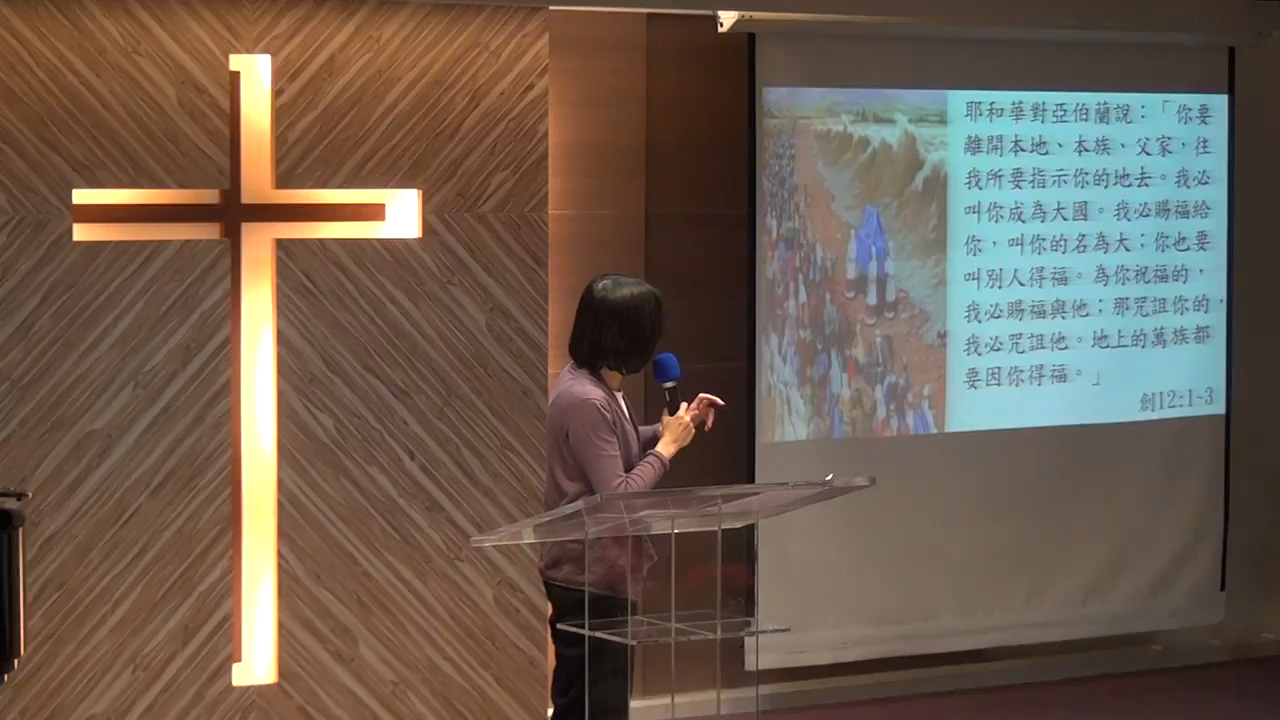 耶和華對亞伯蘭說：「你要
離開本地、本族、父家，往
我所要指示你的地去。我必
叫你成為大國。我必賜福給
你，叫你的名為大；你也要
叫別人得福。為你祝福的，
我必賜福與他；那咒詛你的，
我必咒詛他。地上的萬族都
要因你得福。」
創12:1~3